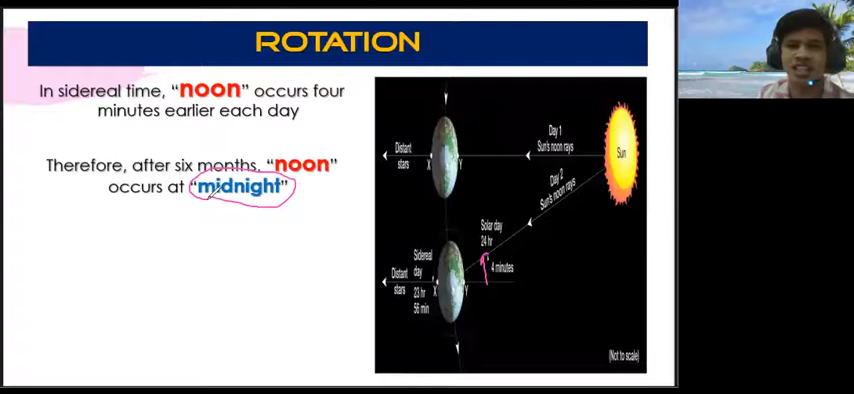 ROTATION
In sidereal time, “noon” occurs four
minutes earlier each day
Therefore, after six months, “noon”
occurs at “midnight”
Distant
stars
X
Y
Day 1
Sun's noon rays
Sun
Day 2
Sun's noon rays
Solar day
24 hr
4 minutes
Sidereal
day
Distant
stars
23 hr
56 min
X
Y
(Not to scale)